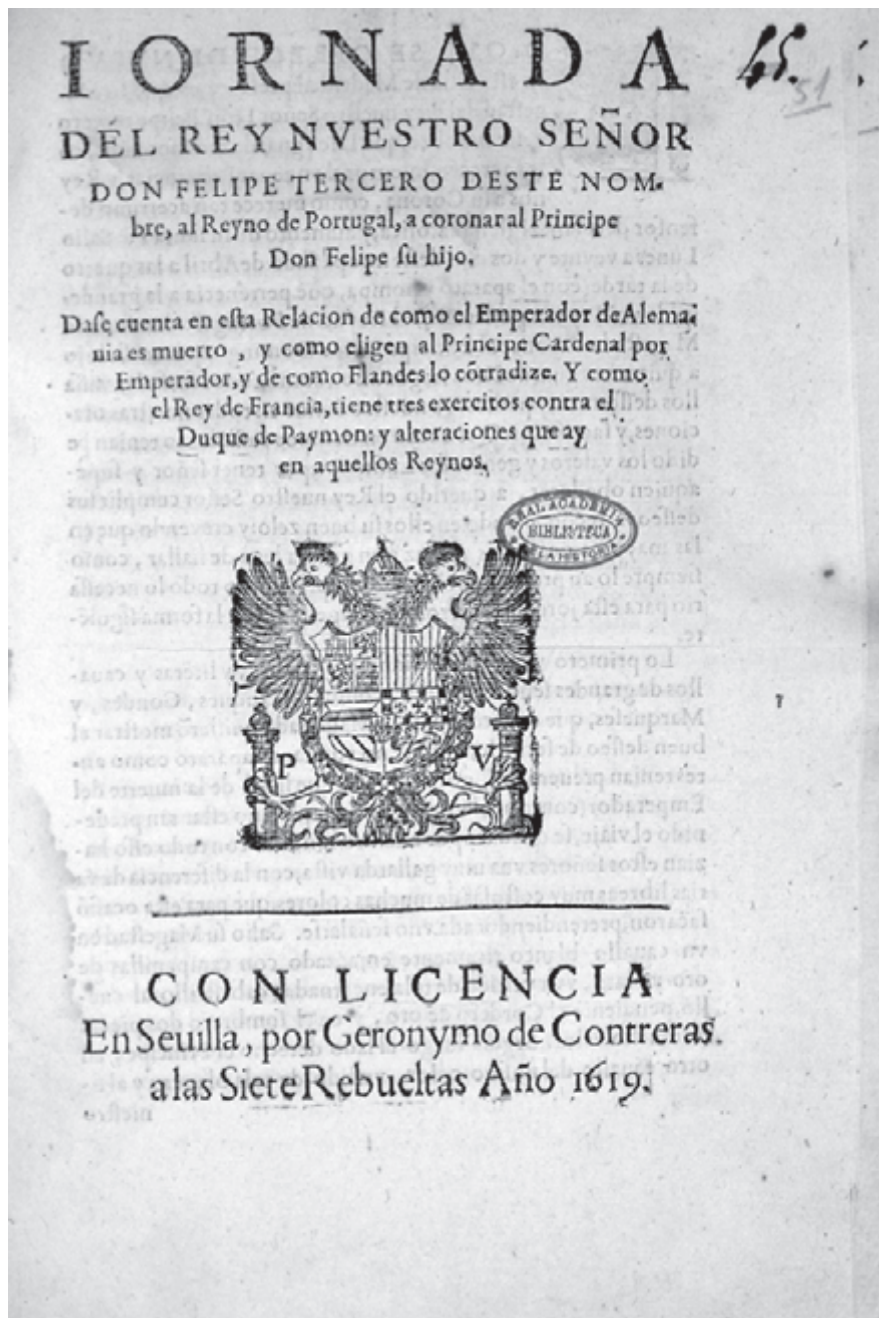 IORNADA 45.
51
DEL REY NVESTRO SEÑOR
DON FELIPE TERCERO DESTE NOM-
bre, al Reyno de Portugal, a coronar al Principe
Don Felipe ſu hijo.
Daſe cuenta en eſta Relacion de como el Emperador de Alema-
nia es muerto, y como eligen al Principe Cardenal por
Emperador, y de como Flandes lo cõtradize. Y como
el Rey de Francia, tiene tres exercitos contra el
Duque de Paymon: y alteraciones que ay
en aquellos Reynos.
REAL ACADEMIA
BIBLIOTECA
LA HISTORIA
P V
CON LICENCIA
En Seuilla, por Geronymo de Contreras.
a las Siete Rebueltas Año 1619.